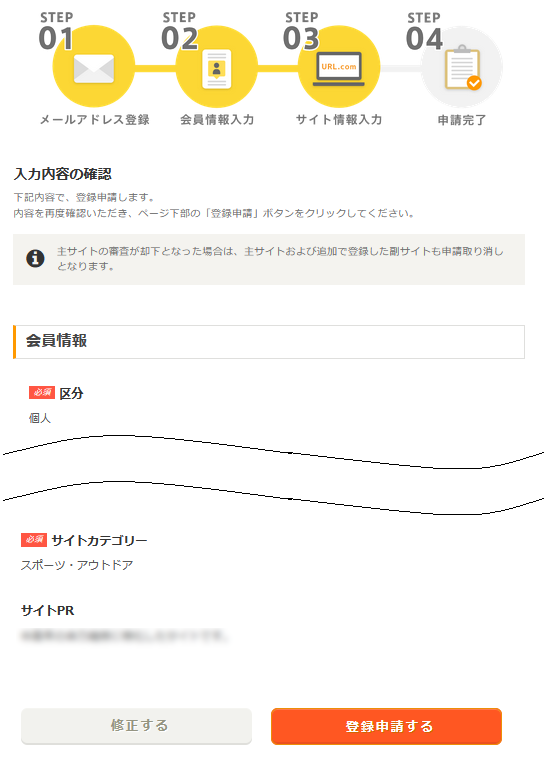 STEP 01
STEP 02
STEP 03
STEP 04
URL.com
メールアドレス登録
会員情報入力
サイト情報入力
申請完了
入力内容の確認
下記内容で、登録申請します。
内容を再度確認いただき、ページ下部の「登録申請」ボタンをクリックしてください。
主サイトの審査が却下となった場合は、主サイトおよび追加で登録した副サイトも申請取り消し
となります。
会員情報
必須 区分
個人
必須 サイトカテゴリー
スポーツ・アウトドア
サイトPR
修正する
登録申請する